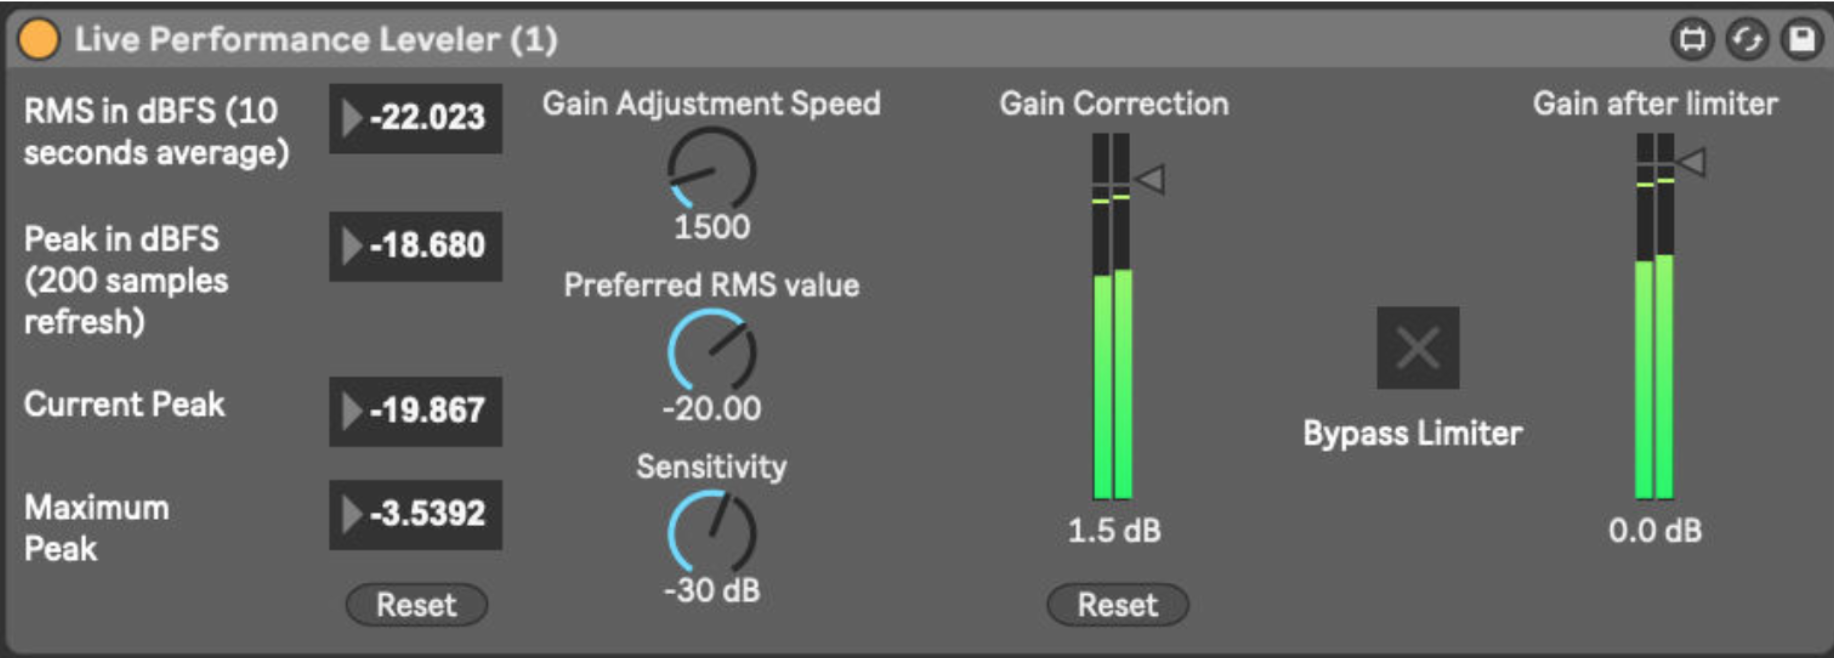 Live Performance Leveler (1)
RMS in dBFS (10
seconds average)
-22.023
Peak in dBFS
(200 samples
refresh)
-18.680
Current Peak
-19.867
Maximum
Peak
-3.5392
Reset
Gain Adjustment Speed
1500
Preferred RMS value
-20.00
Sensitivity
-30 dB
Gain Correction
1.5 dB
Reset
Bypass Limiter
Gain after limiter
0.0 dB